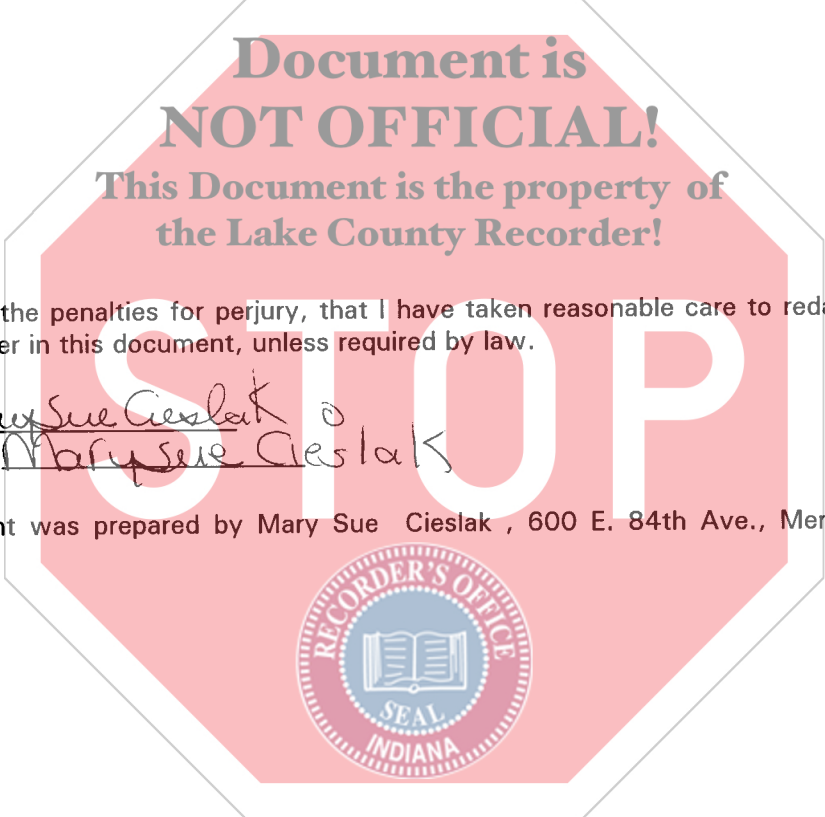 Document is
NOT OFFICIAL!
This Document is the property of
the Lake County Recorder!
STOP
the penalties for perjury, that I have taken reasonable care to reda
er in this document, unless required by law.
Sue Cieslak
Mary Sue Cieslak
nt was prepared by Mary Sue Cieslak , 600 E. 84th Ave., Mer
RECORDER'S OFFICE
SEAL
INDIANA